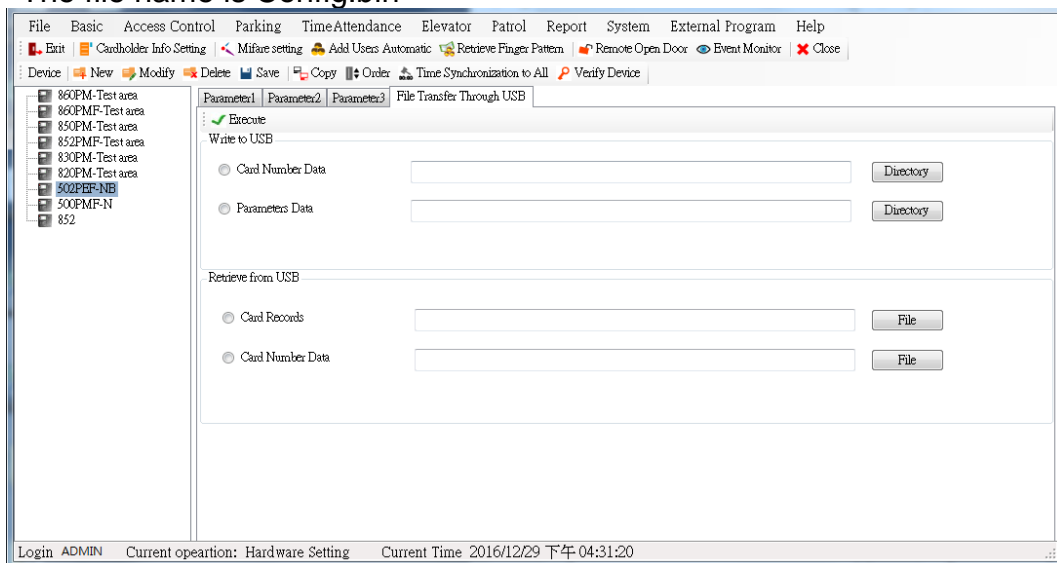 The file name is Config.bin
File Basic Access Control Parking TimeAttendance Elevator Patrol Report System External Program Help
Exit Cardholder Info Setting Mifare setting Add Users Automatic Retrieve Finger Pattern Remote Open Door Event Monitor Close
Device New Modify Delete Save Copy Order Time Synchronization to All Verify Device
860PM-Test area
860PMF-Test area
850PM-Test area
852PMF-Test area
830PM-Test area
820PM-Test area
502PEF-NB
500PMF-N
852
Parameter1 Parameter2 Parameter3 File Transfer Through USB
Execute
Write to USB
Card Number Data Directory
Parameters Data Directory
Retrieve from USB
Card Records File
Card Number Data File
Login ADMIN Current opeartion: Hardware Setting Current Time 2016/12/29 下午 04:31:20